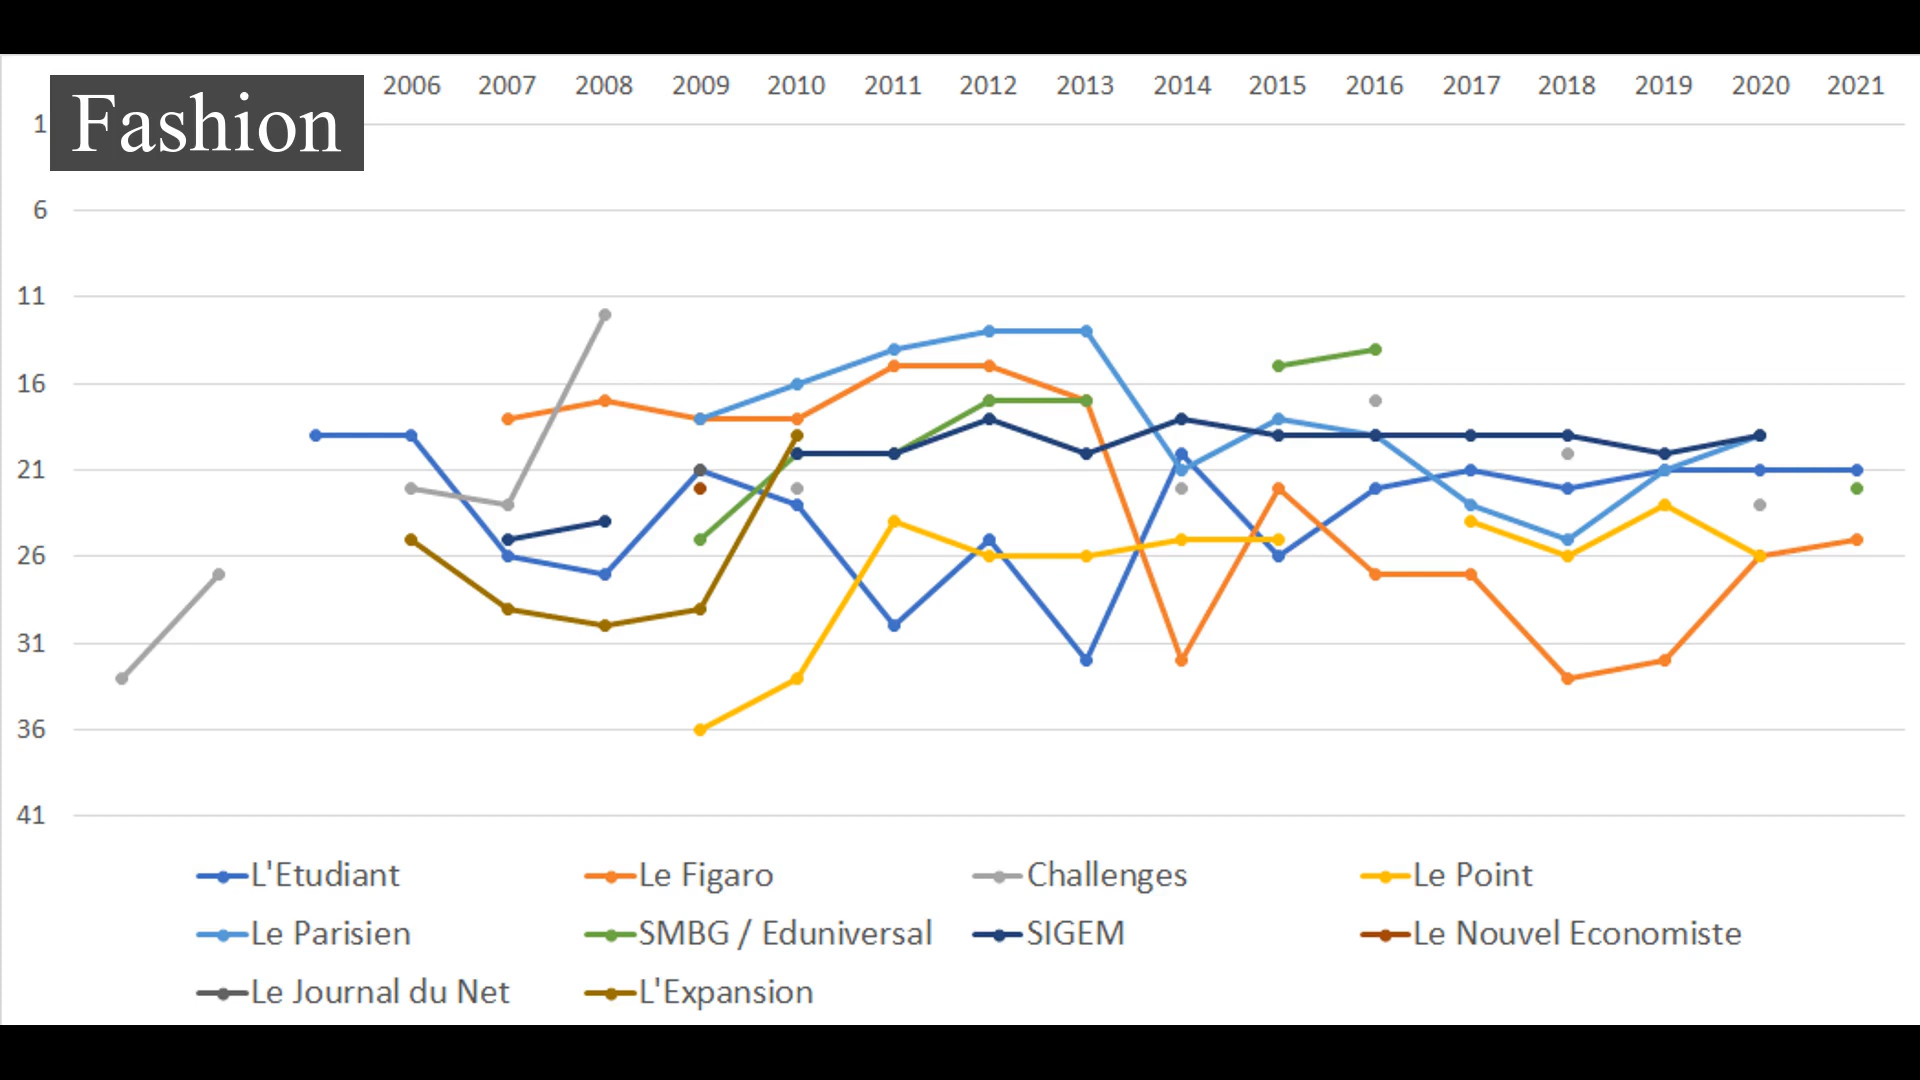 Fashion
2006 2007 2008 2009 2010 2011 2012 2013 2014 2015 2016 2017 2018 2019 2020 2021
1
6
11
16
21
26
31
36
41
L'Etudiant Le Figaro Challenges Le Point
Le Parisien SMBG / Eduniversal SIGEM Le Nouvel Economiste
Le Journal du Net L'Expansion